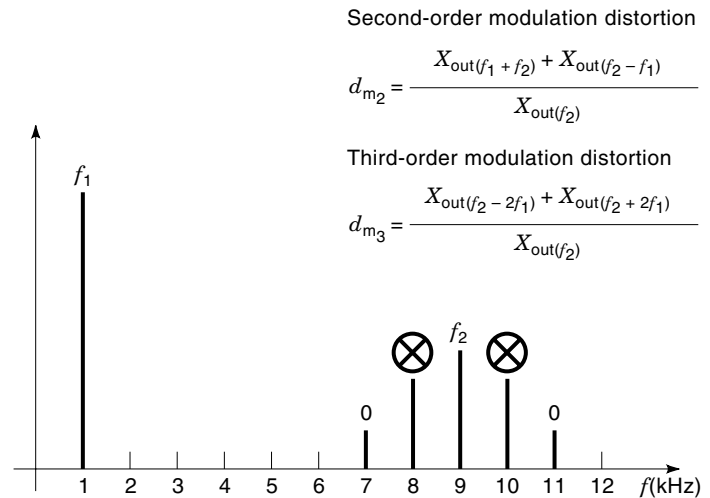 Second-order modulation distortion
d_m2 = X_out(f1 + f2) + X_out(f2 − f1) / X_out(f2)
Third-order modulation distortion
d_m3 = X_out(f2 − 2f1) + X_out(f2 + 2f1) / X_out(f2)
f1
f2
0 0
1 2 3 4 5 6 7 8 9 10 11 12 f(kHz)